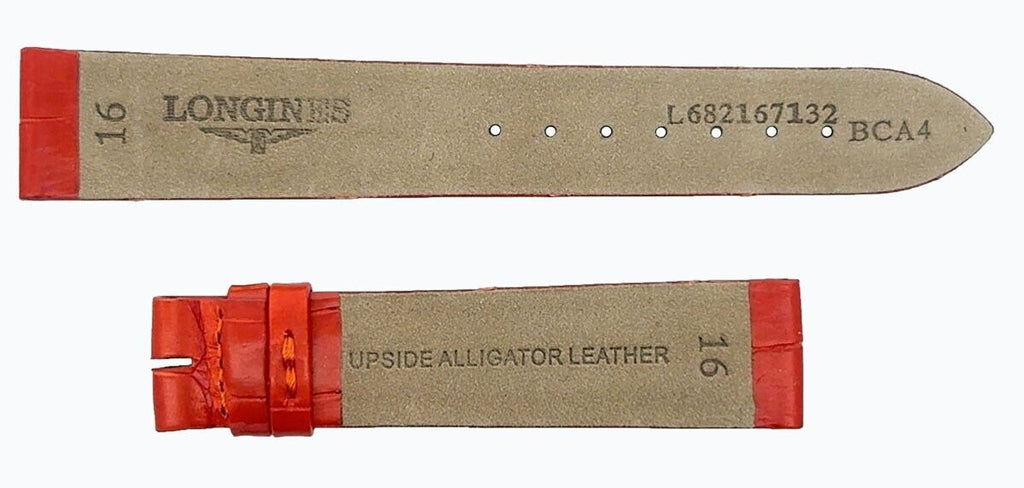 16
LONGINES
L682167132
BCA4
UPSIDE ALLIGATOR LEATHER
16